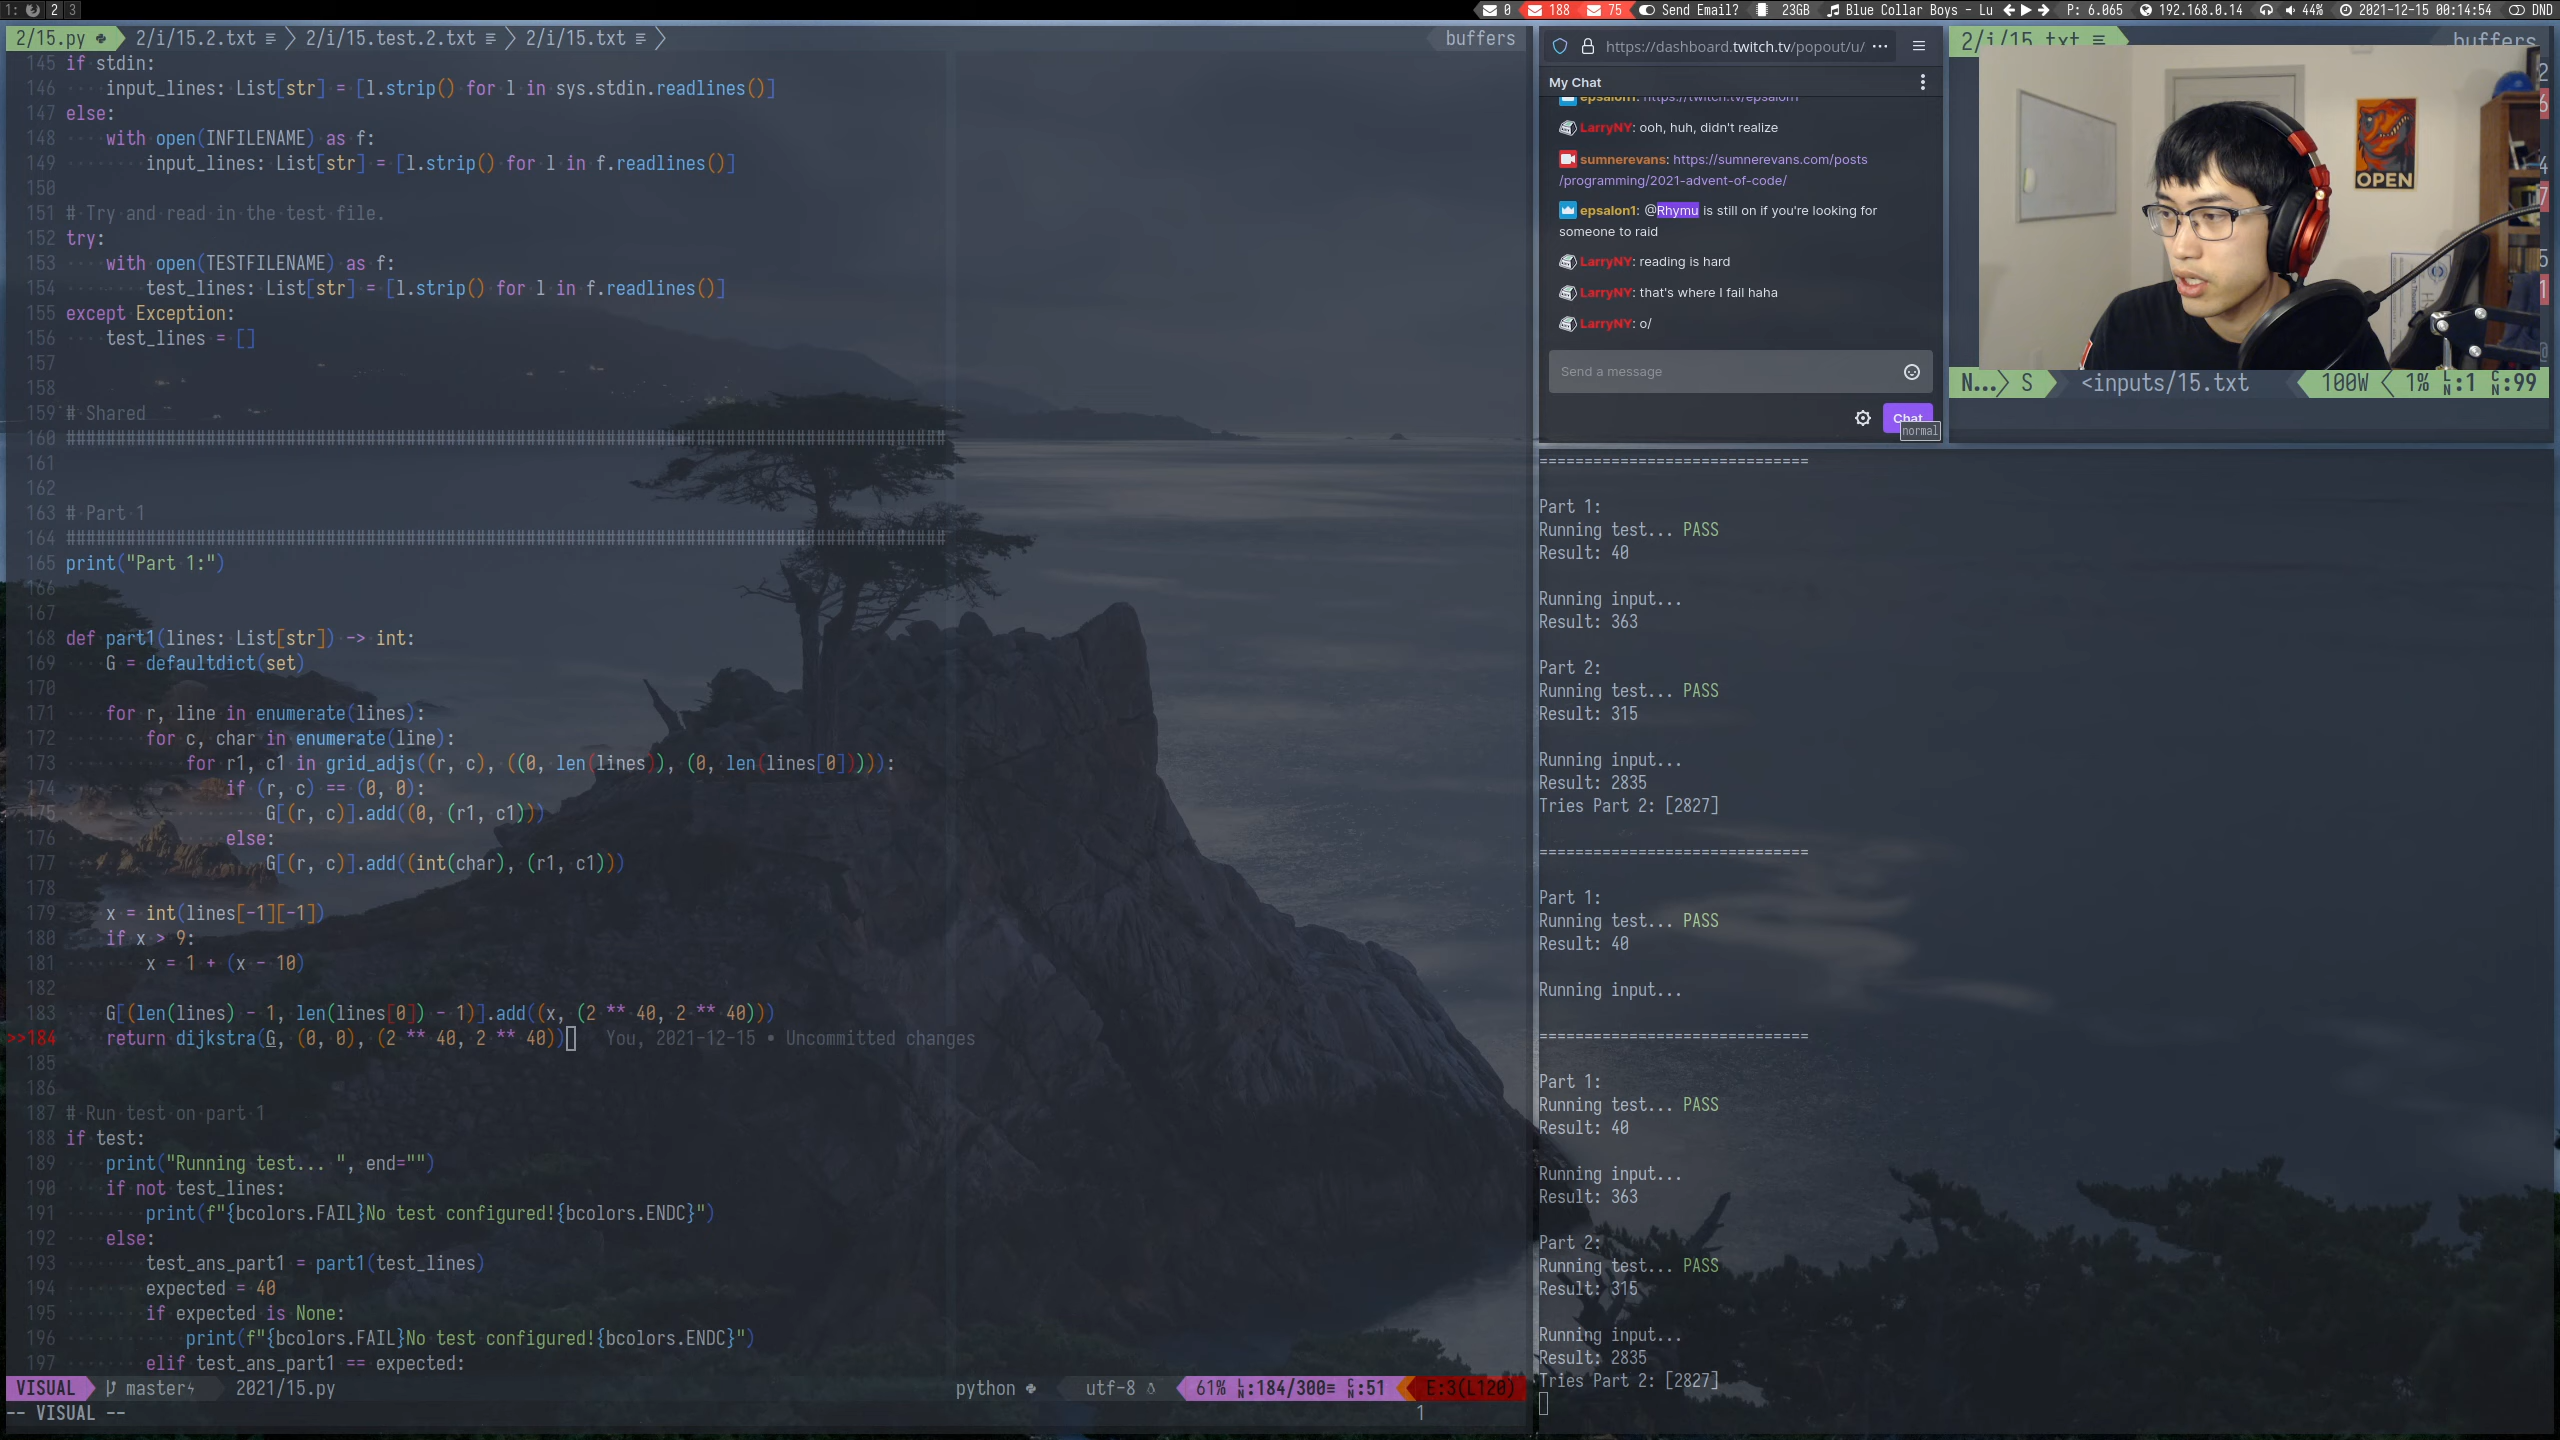 1: 2 3
0 188 75 Send Email? 23GB Blue Collar Boys - Lu P: 6.065 192.168.0.14 44% 2021-12-15 00:14:54 DND
2/15.py 2/i/15.2.txt 2/i/15.test.2.txt 2/i/15.txt buffers
145 if stdin:
146 input_lines: List[str] = [l.strip() for l in sys.stdin.readlines()]
147 else:
148 with open(INFILENAME) as f:
149 input_lines: List[str] = [l.strip() for l in f.readlines()]
150
151 # Try and read in the test file.
152 try:
153 with open(TESTFILENAME) as f:
154 test_lines: List[str] = [l.strip() for l in f.readlines()]
155 except Exception:
156 test_lines = []
157
158
159 # Shared
160 ########################################################################################
161
162
163 # Part 1
164 ########################################################################################
165 print("Part 1:")
166
167
168 def part1(lines: List[str]) -> int:
169 G = defaultdict(set)
170
171 for r, line in enumerate(lines):
172 for c, char in enumerate(line):
173 for r1, c1 in grid_adjs((r, c), ((0, len(lines)), (0, len(lines[0])))):
174 if (r, c) == (0, 0):
175 G[(r, c)].add((0, (r1, c1)))
176 else:
177 G[(r, c)].add((int(char), (r1, c1)))
178
179 x = int(lines[-1][-1])
180 if x > 9:
181 x = 1 + (x - 10)
182
183 G[(len(lines) - 1, len(lines[0]) - 1)].add((x, (2 ** 40, 2 ** 40)))
>>184 return dijkstra(G, (0, 0), (2 ** 40, 2 ** 40)) You, 2021-12-15 • Uncommitted changes
185
186
187 # Run test on part 1
188 if test:
189 print("Running test... ", end="")
190 if not test_lines:
191 print(f"{bcolors.FAIL}No test configured!{bcolors.ENDC}")
192 else:
193 test_ans_part1 = part1(test_lines)
194 expected = 40
195 if expected is None:
196 print(f"{bcolors.FAIL}No test configured!{bcolors.ENDC}")
197 elif test_ans_part1 == expected:
VISUAL master 2021/15.py python utf-8 61% LN:184/300 CN:51 E:3(L120)
-- VISUAL --
1
https://dashboard.twitch.tv/popout/u/ ...
My Chat
epsalon1: https://twitch.tv/epsalon1
LarryNY: ooh, huh, didn't realize
sumnerevans: https://sumnerevans.com/posts
/programming/2021-advent-of-code/
epsalon1: @Rhymu is still on if you're looking for
someone to raid
LarryNY: reading is hard
LarryNY: that's where I fail haha
LarryNY: o/
Send a message
Chat
normal
2/i/15.txt buffers
OPEN
2
6
4
7
5
1
N... S <inputs/15.txt 100W 1% LN:1 CN:99
==============================
Part 1:
Running test... PASS
Result: 40
Running input...
Result: 363
Part 2:
Running test... PASS
Result: 315
Running input...
Result: 2835
Tries Part 2: [2827]
==============================
Part 1:
Running test... PASS
Result: 40
Running input...
==============================
Part 1:
Running test... PASS
Result: 40
Running input...
Result: 363
Part 2:
Running test... PASS
Result: 315
Running input...
Result: 2835
Tries Part 2: [2827]